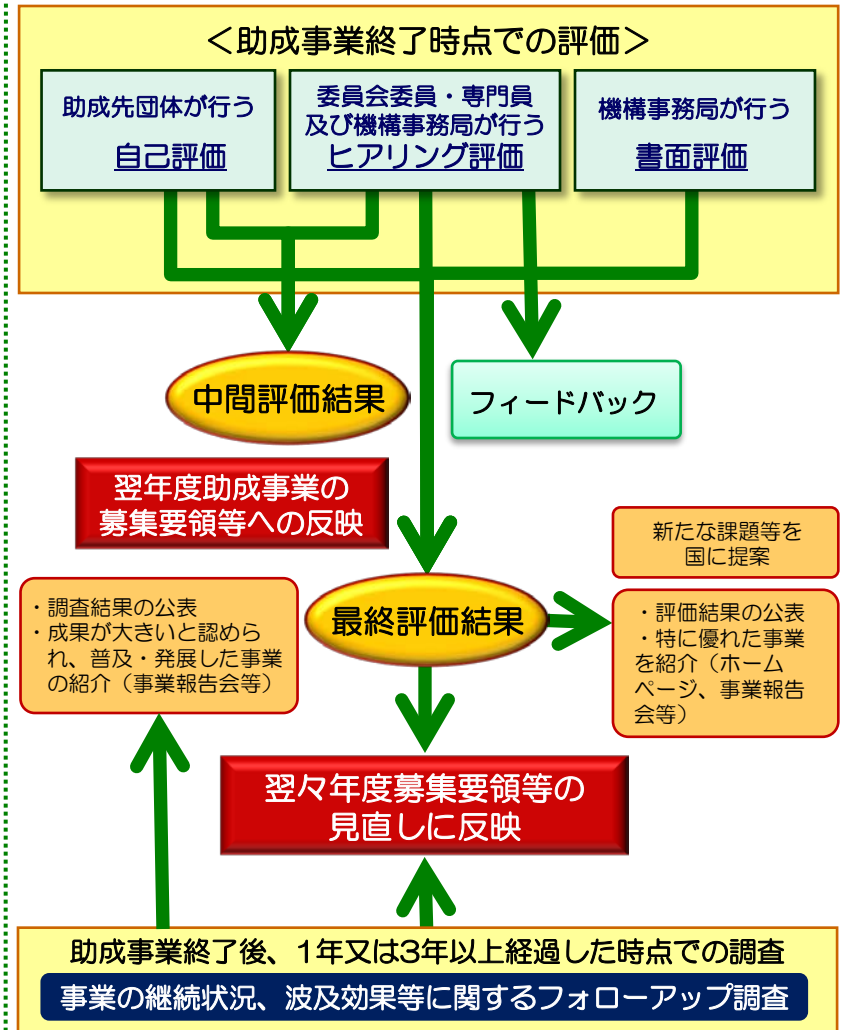 ＜助成事業終了時点での評価＞
助成先団体が行う
自己評価
委員会委員・専門員
及び機構事務局が行う
ヒアリング評価
機構事務局が行う
書面評価
中間評価結果
フィードバック
翌年度助成事業の
募集要領等への反映
新たな課題等を
国に提案
・調査結果の公表
・成果が大きいと認めら
れ、普及・発展した事業
の紹介（事業報告会等）
最終評価結果
・評価結果の公表
・特に優れた事業
を紹介（ホーム
ページ、事業報告
会等）
翌々年度募集要領等の
見直しに反映
助成事業終了後、1年又は3年以上経過した時点での調査
事業の継続状況、波及効果等に関するフォローアップ調査